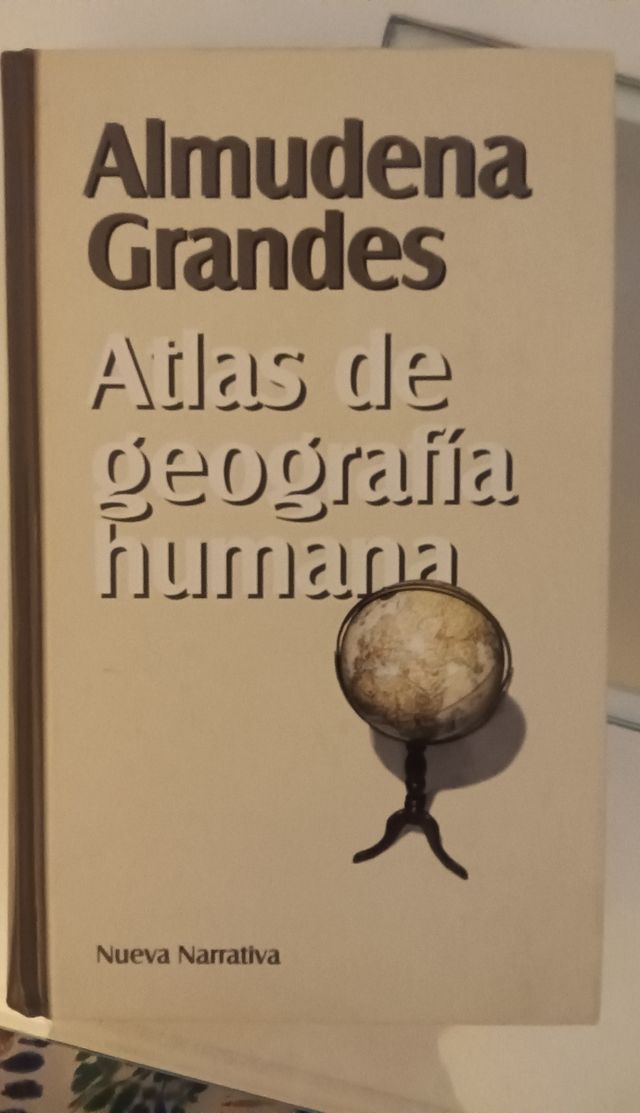 Almudena
Grandes
Atlas de
geografía
humana
Nueva Narrativa